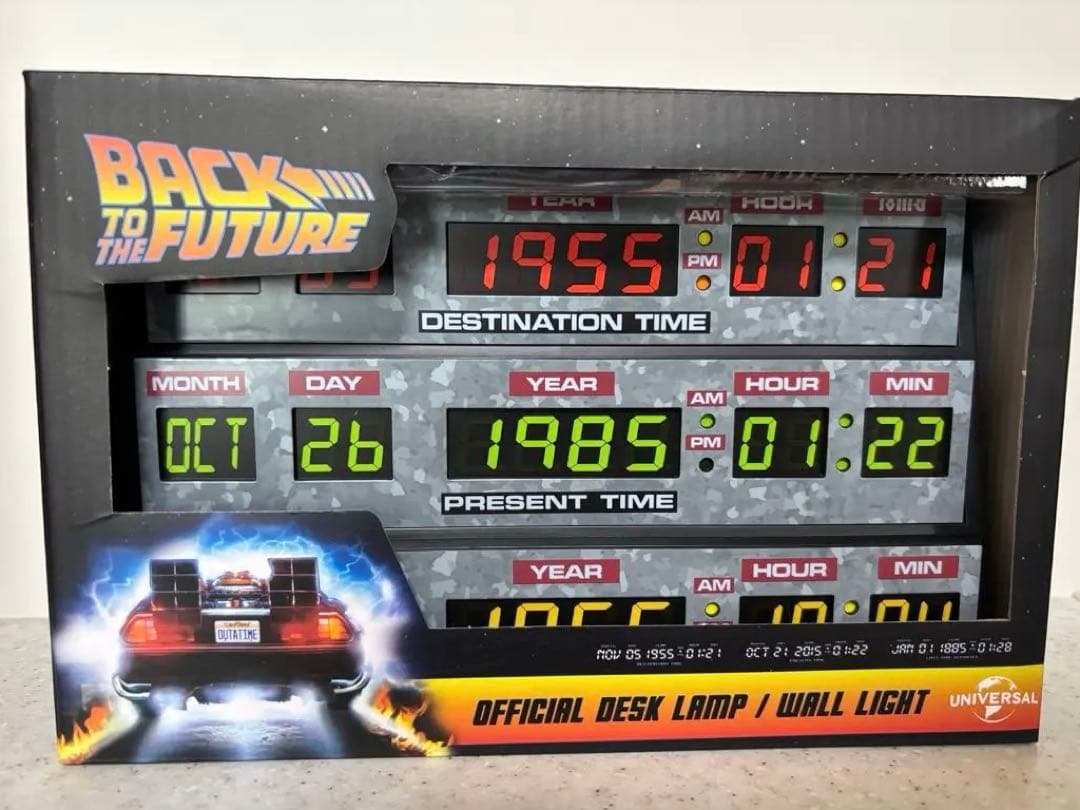 BACK
TO THE FUTURE
YEAR
AM
HOUR
PM
1955
01
21
DESTINATION TIME
MONTH
DAY
YEAR
AM
HOUR
MIN
PM
OCT
26
1985
01
22
PRESENT TIME
YEAR
AM
HOUR
MIN
OUTATIME
NOV 05 1955 01:21
OCT 21 2015 01:22
JAN 01 1885 01:28
OFFICIAL DESK LAMP / WALL LIGHT
UNIVERSAL